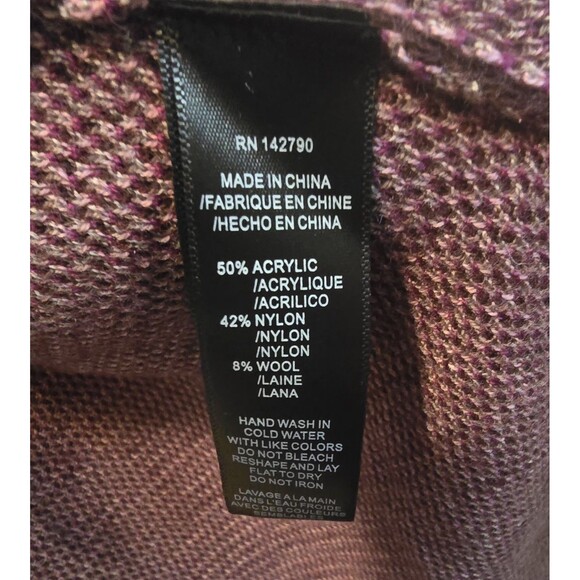 RN 142790
MADE IN CHINA
/FABRIQUE EN CHINE
/HECHO EN CHINA
50% ACRYLIC
/ACRYLIQUE
/ACRILICO
42% NYLON
/NYLON
/NYLON
8% WOOL
/LAINE
/LANA
HAND WASH IN
COLD WATER
WITH LIKE COLORS
DO NOT BLEACH
RESHAPE AND LAY
FLAT TO DRY
DO NOT IRON
LAVAGE A LA MAIN
DANS L'EAU FROIDE
AVEC DES COULEURS
SEMBLABLES